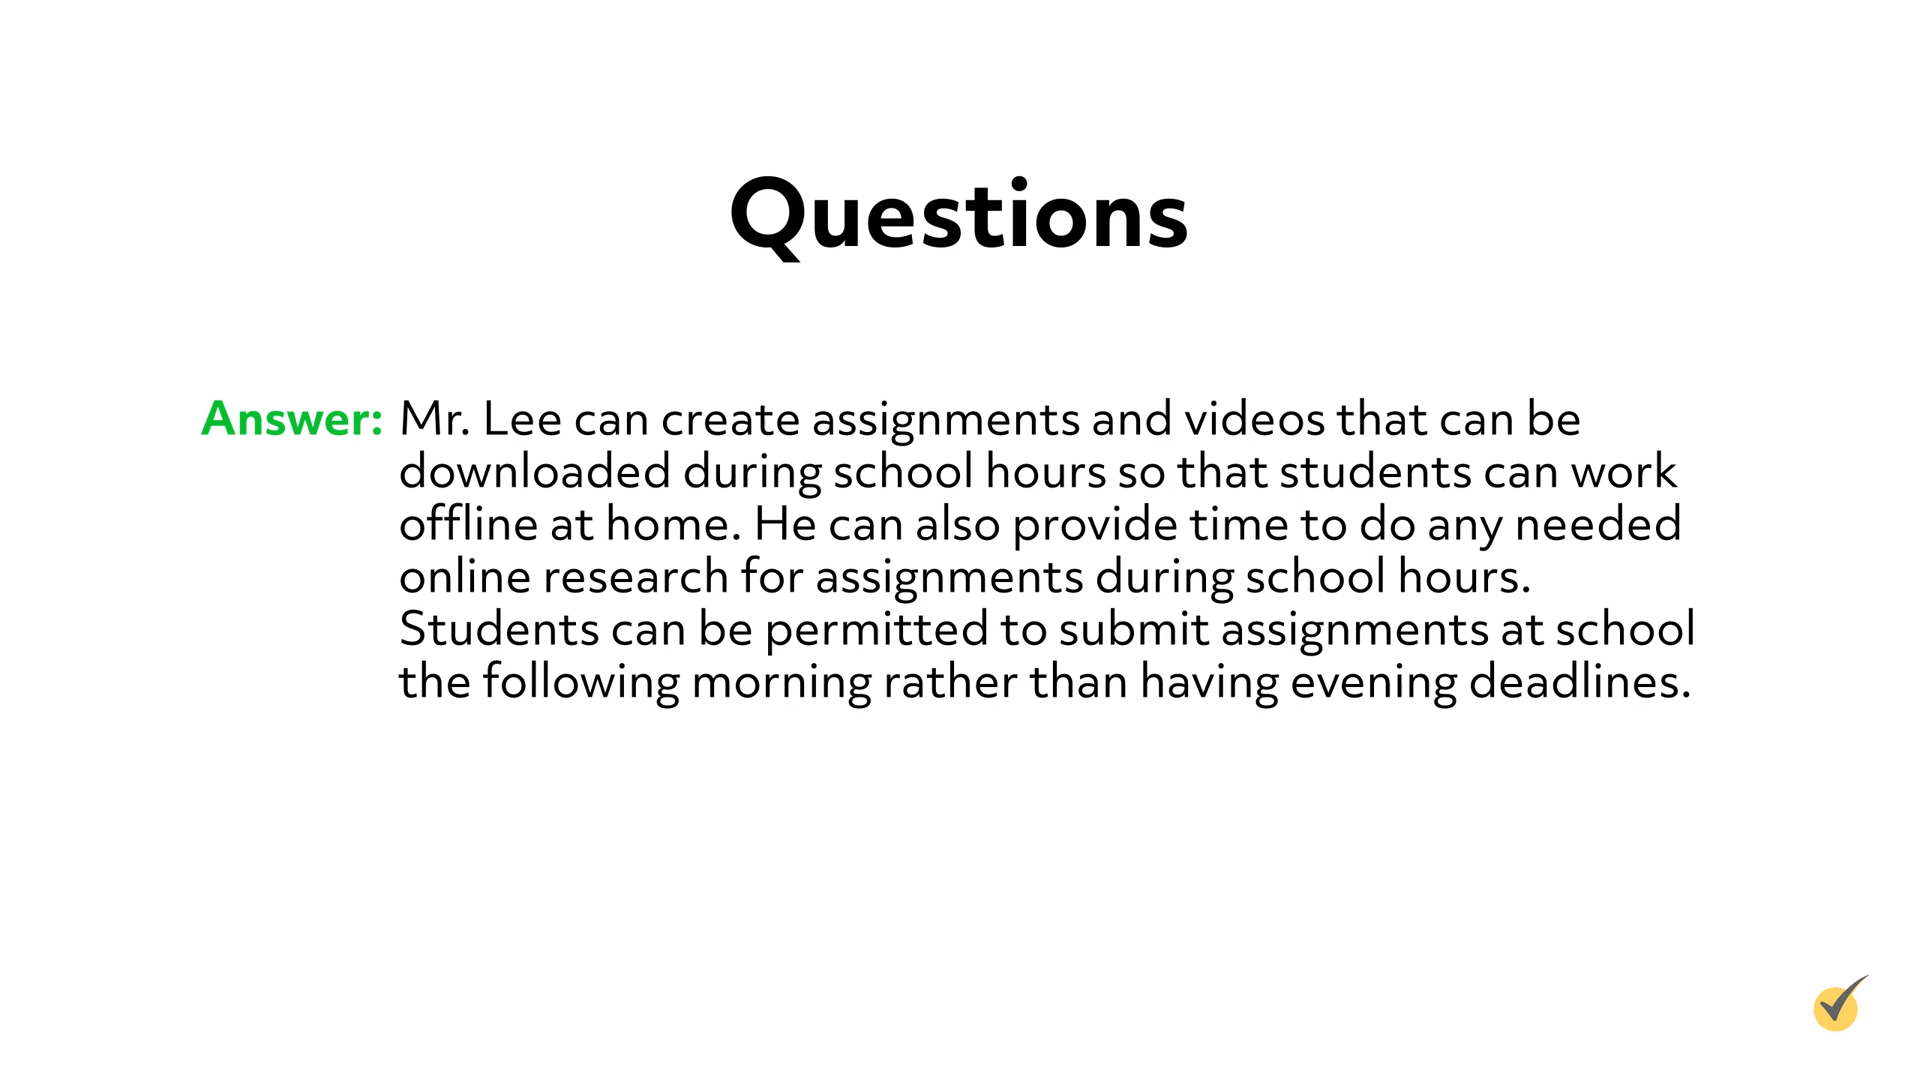 Questions
Answer: Mr. Lee can create assignments and videos that can be
downloaded during school hours so that students can work
offline at home. He can also provide time to do any needed
online research for assignments during school hours.
Students can be permitted to submit assignments at school
the following morning rather than having evening deadlines.